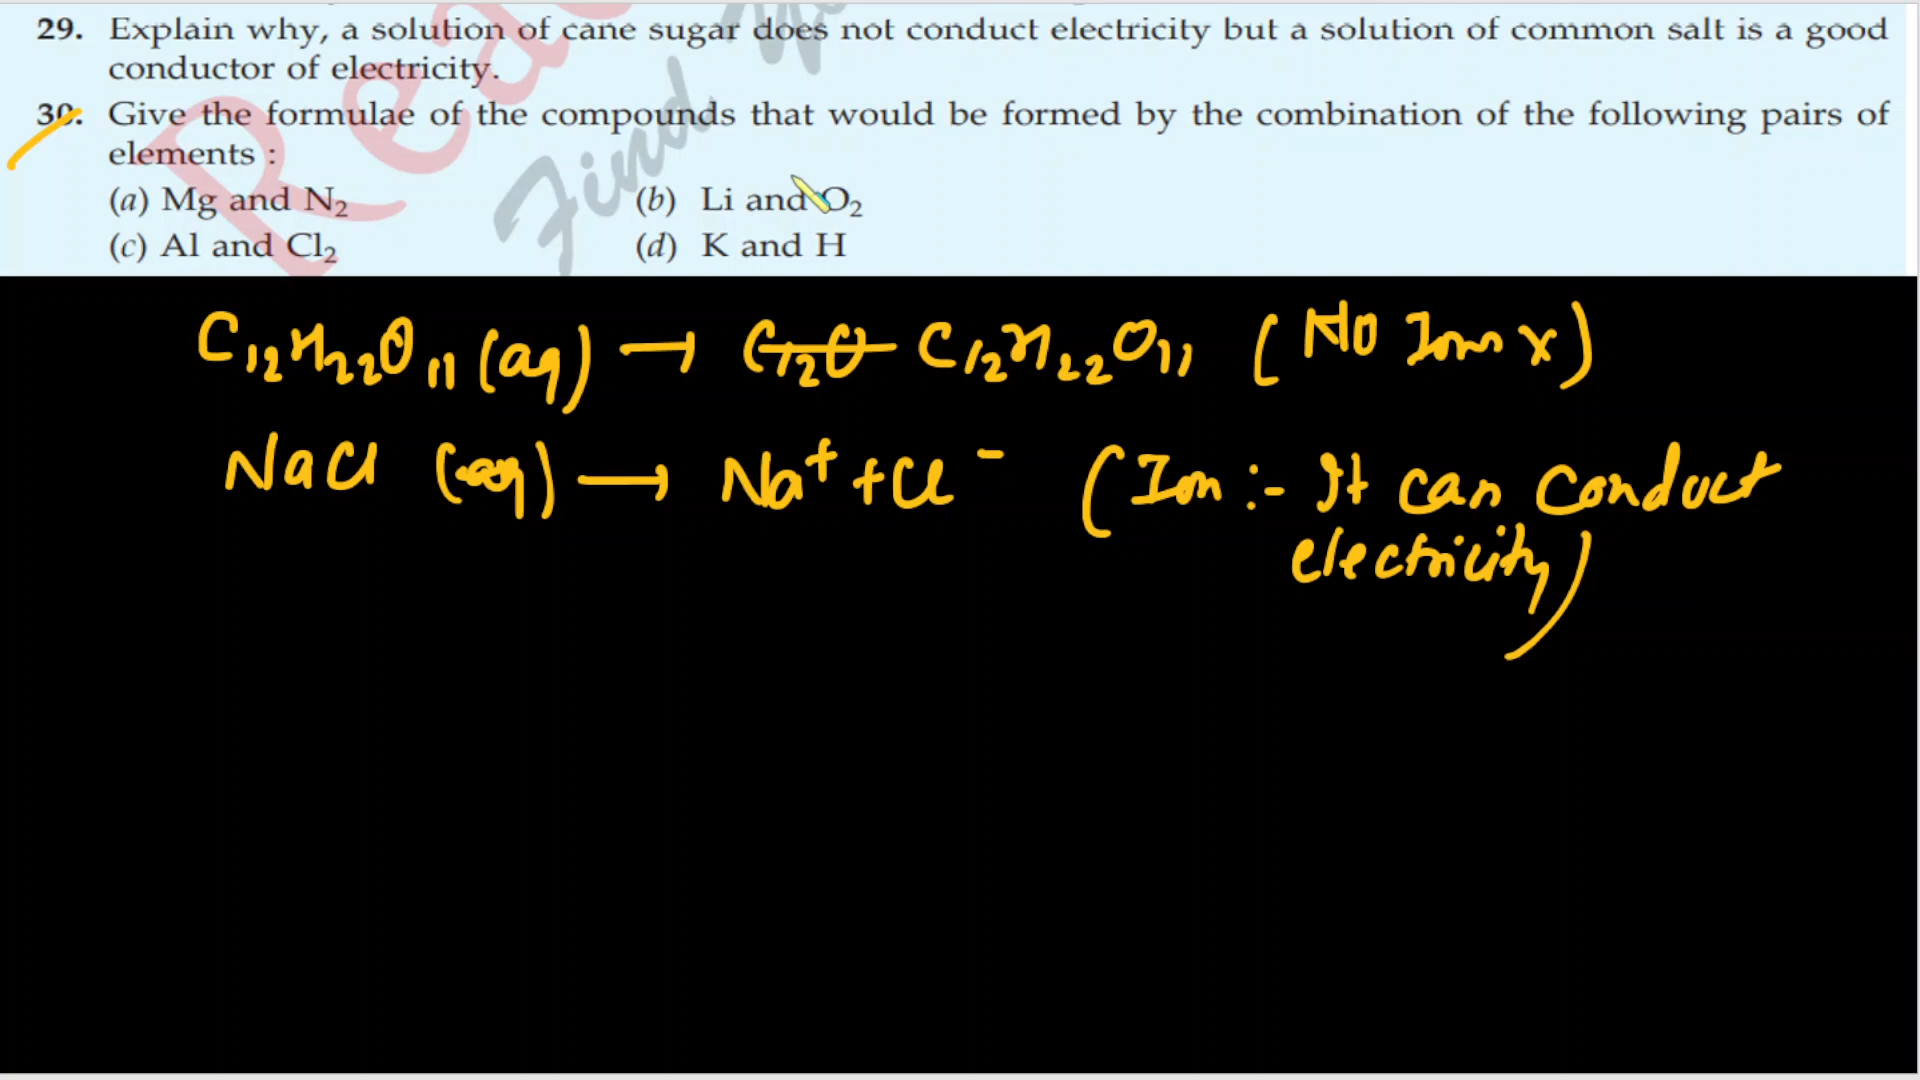 29. Explain why, a solution of cane sugar does not conduct electricity but a solution of common salt is a good
conductor of electricity.
30. Give the formulae of the compounds that would be formed by the combination of the following pairs of
elements :
(a) Mg and N₂ (b) Li and O₂
(c) Al and Cl₂ (d) K and H
Find
C₁₂H₂₂O₁₁ (aq) → C₁₂O C₁₂H₂₂O₁₁ (No Ions x)
NaCl (aq) → Na⁺ + Cl⁻ (Ion :- It can conduct
electricity)